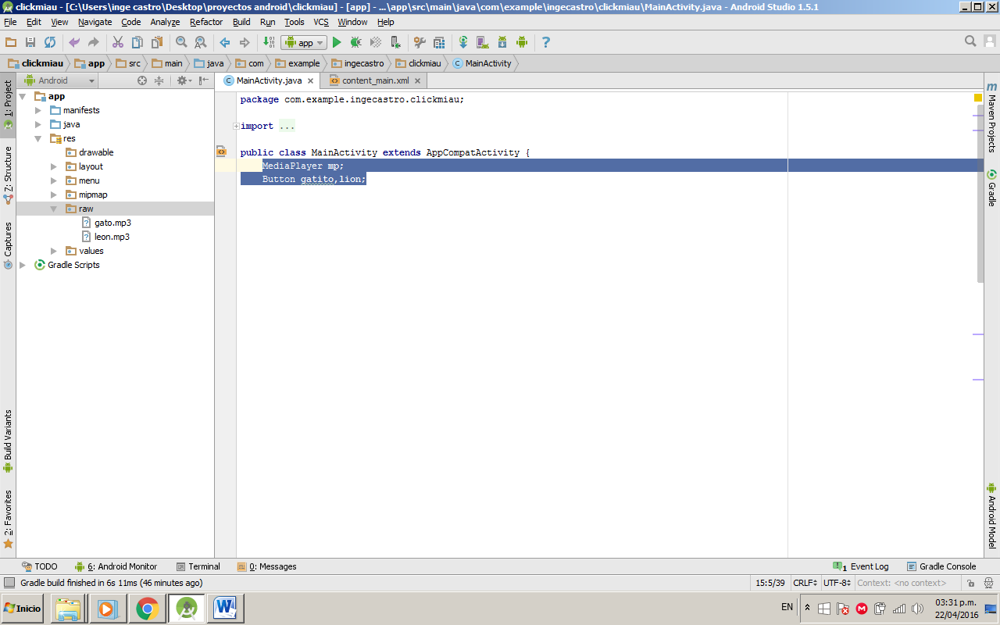 clickmiau - [C:\Users\inge castro\Desktop\proyectos android\clickmiau] - [app] - ...\app\src\main\java\com\example\ingecastro\clickmiau\MainActivity.java - Android Studio 1.5.1
File Edit View Navigate Code Analyze Refactor Build Run Tools VCS Window Help
app
clickmiau app src main java com example ingecastro clickmiau MainActivity
Android
MainActivity.java
content_main.xml
1: Project
7: Structure
Captures
Build Variants
2: Favorites
app
manifests
java
res
drawable
layout
menu
mipmap
raw
gato.mp3
leon.mp3
values
Gradle Scripts
package com.example.ingecastro.clickmiau;
import ...
public class MainActivity extends AppCompatActivity {
MediaPlayer mp;
Button gatito,lion;
m Maven Projects
Gradle
Android Model
TODO 6: Android Monitor Terminal 0: Messages 1 Event Log Gradle Console
Gradle build finished in 6s 11ms (46 minutes ago) 15:5/39 CRLF UTF-8 Context: <no context>
Inicio W EN M 03:31 p.m.
22/04/2016